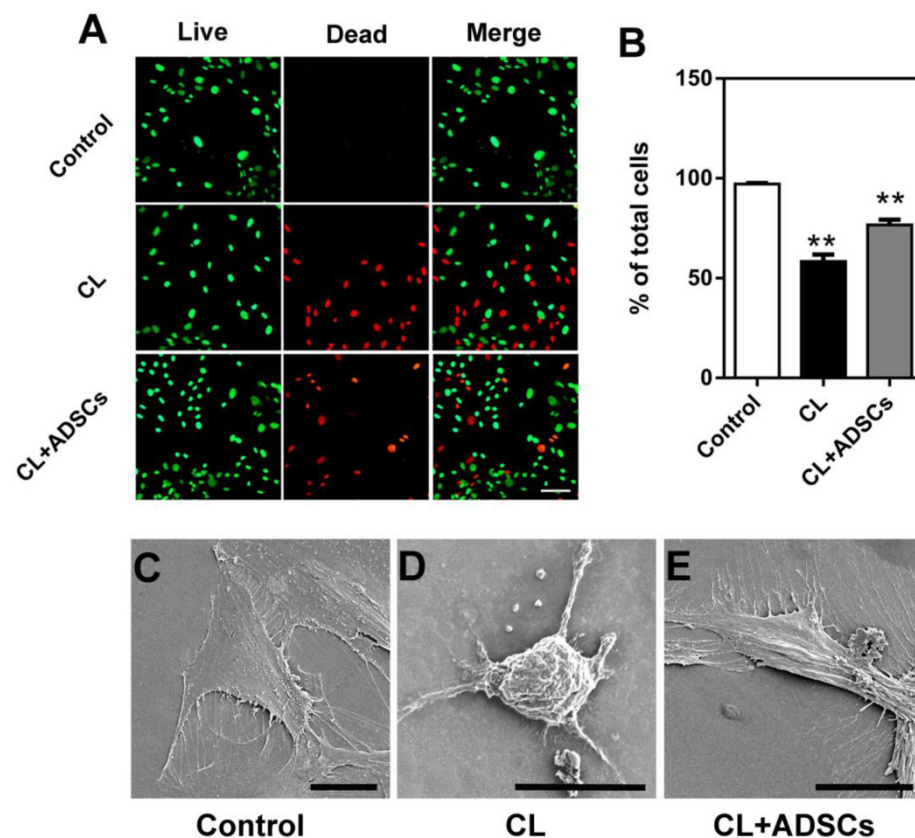 A
Live Dead Merge
Control
CL
CL+ADSCs
B
% of total cells
150
100
50
0
**
**
Control
CL
CL+ADSCs
C
D
E
Control
CL
CL+ADSCs